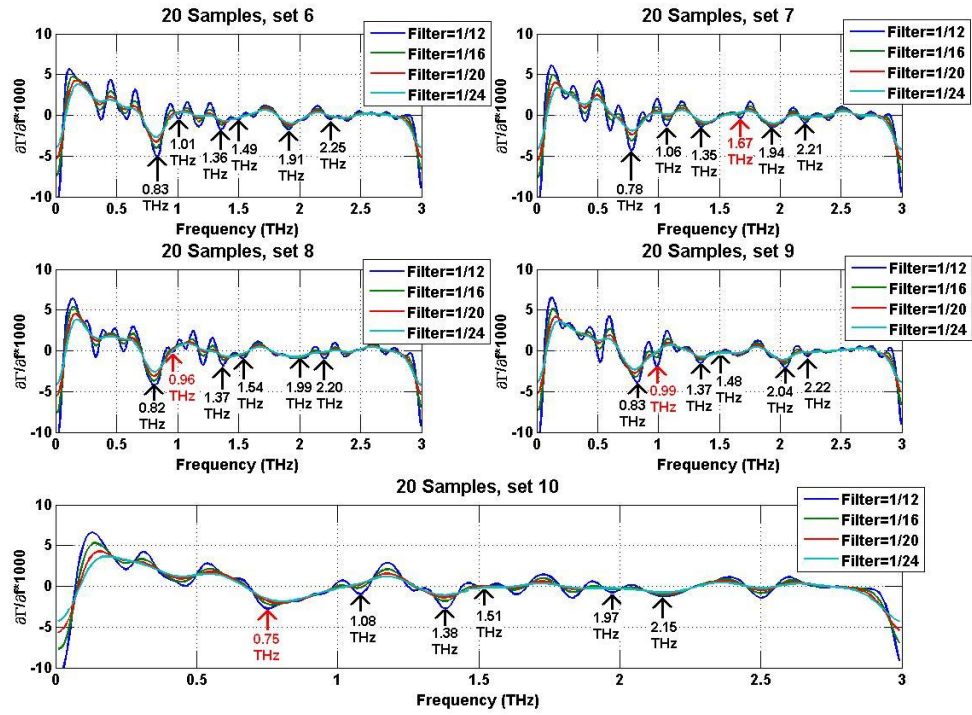 20 Samples, set 6
Filter=1/12
Filter=1/16
Filter=1/20
Filter=1/24
10
5
0
-5
-10
∂Γ/∂f*1000
0.83
THz
1.01
THz
1.36
THz
1.49
THz
1.91
THz
2.25
THz
0 0.5 1 1.5 2 2.5 3
Frequency (THz)
20 Samples, set 7
Filter=1/12
Filter=1/16
Filter=1/20
Filter=1/24
10
5
0
-5
-10
∂Γ/∂f*1000
0.78
THz
1.06
THz
1.35
THz
1.67
THz
1.94
THz
2.21
THz
0 0.5 1 1.5 2 2.5 3
Frequency (THz)
20 Samples, set 8
Filter=1/12
Filter=1/16
Filter=1/20
Filter=1/24
10
5
0
-5
-10
∂Γ/∂f*1000
0.82
THz
0.96
THz
1.37
THz
1.54
THz
1.99
THz
2.20
THz
0 0.5 1 1.5 2 2.5 3
Frequency (THz)
20 Samples, set 9
Filter=1/12
Filter=1/16
Filter=1/20
Filter=1/24
10
5
0
-5
-10
∂Γ/∂f*1000
0.83
THz
0.99
THz
1.37
THz
1.48
THz
2.04
THz
2.22
THz
0 0.5 1 1.5 2 2.5 3
Frequency (THz)
20 Samples, set 10
Filter=1/12
Filter=1/16
Filter=1/20
Filter=1/24
10
5
0
-5
-10
∂Γ/∂f*1000
0.75
THz
1.08
THz
1.38
THz
1.51
THz
1.97
THz
2.15
THz
0 0.5 1 1.5 2 2.5 3
Frequency (THz)